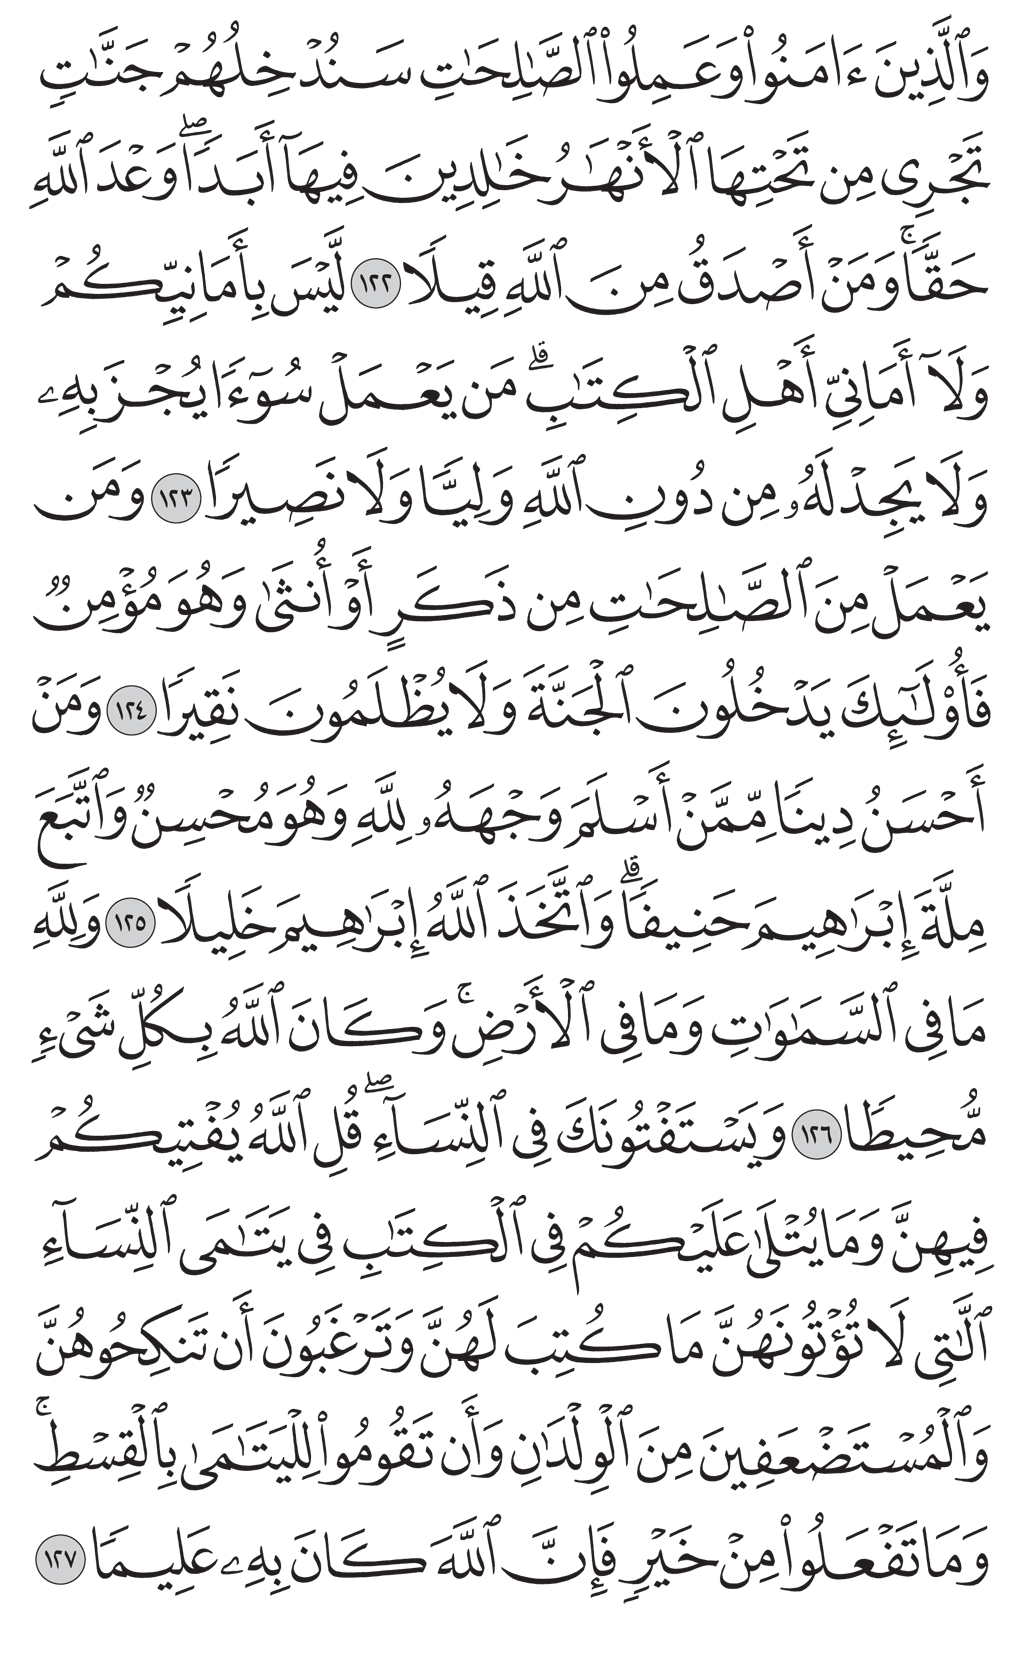 وَٱلَّذِينَ ءَامَنُوا۟ وَعَمِلُوا۟ ٱلصَّـٰلِحَـٰتِ سَنُدْخِلُهُمْ جَنَّـٰتٍ
تَجْرِى مِن تَحْتِهَا ٱلْأَنْهَـٰرُ خَـٰلِدِينَ فِيهَآ أَبَدًا ۖ وَعْدَ ٱللَّهِ
حَقًّا ۚ وَمَنْ أَصْدَقُ مِنَ ٱللَّهِ قِيلًا ١٢٢ لَّيْسَ بِأَمَانِيِّكُمْ
وَلَآ أَمَانِىِّ أَهْلِ ٱلْكِتَـٰبِ ۗ مَن يَعْمَلْ سُوٓءًا يُجْزَ بِهِۦ
وَلَا يَجِدْ لَهُۥ مِن دُونِ ٱللَّهِ وَلِيًّا وَلَا نَصِيرًا ١٢٣ وَمَن
يَعْمَلْ مِنَ ٱلصَّـٰلِحَـٰتِ مِن ذَكَرٍ أَوْ أُنثَىٰ وَهُوَ مُؤْمِنٌ
فَأُو۟لَـٰٓئِكَ يَدْخُلُونَ ٱلْجَنَّةَ وَلَا يُظْلَمُونَ نَقِيرًا ١٢٤ وَمَنْ
أَحْسَنُ دِينًا مِّمَّنْ أَسْلَمَ وَجْهَهُۥ لِلَّهِ وَهُوَ مُحْسِنٌ وَٱتَّبَعَ
مِلَّةَ إِبْرَٰهِيمَ حَنِيفًا ۗ وَٱتَّخَذَ ٱللَّهُ إِبْرَٰهِيمَ خَلِيلًا ١٢٥ وَلِلَّهِ
مَا فِى ٱلسَّمَـٰوَٰتِ وَمَا فِى ٱلْأَرْضِ ۚ وَكَانَ ٱللَّهُ بِكُلِّ شَىْءٍ
مُّحِيطًا ١٢٦ وَيَسْتَفْتُونَكَ فِى ٱلنِّسَآءِ ۖ قُلِ ٱللَّهُ يُفْتِيكُمْ
فِيهِنَّ وَمَا يُتْلَىٰ عَلَيْكُمْ فِى ٱلْكِتَـٰبِ فِى يَتَـٰمَى ٱلنِّسَآءِ
ٱلَّـٰتِى لَا تُؤْتُونَهُنَّ مَا كُتِبَ لَهُنَّ وَتَرْغَبُونَ أَن تَنكِحُوهُنَّ
وَٱلْمُسْتَضْعَفِينَ مِنَ ٱلْوِلْدَٰنِ وَأَن تَقُومُوا۟ لِلْيَتَـٰمَىٰ بِٱلْقِسْطِ ۚ
وَمَا تَفْعَلُوا۟ مِنْ خَيْرٍ فَإِنَّ ٱللَّهَ كَانَ بِهِۦ عَلِيمًا ١٢٧